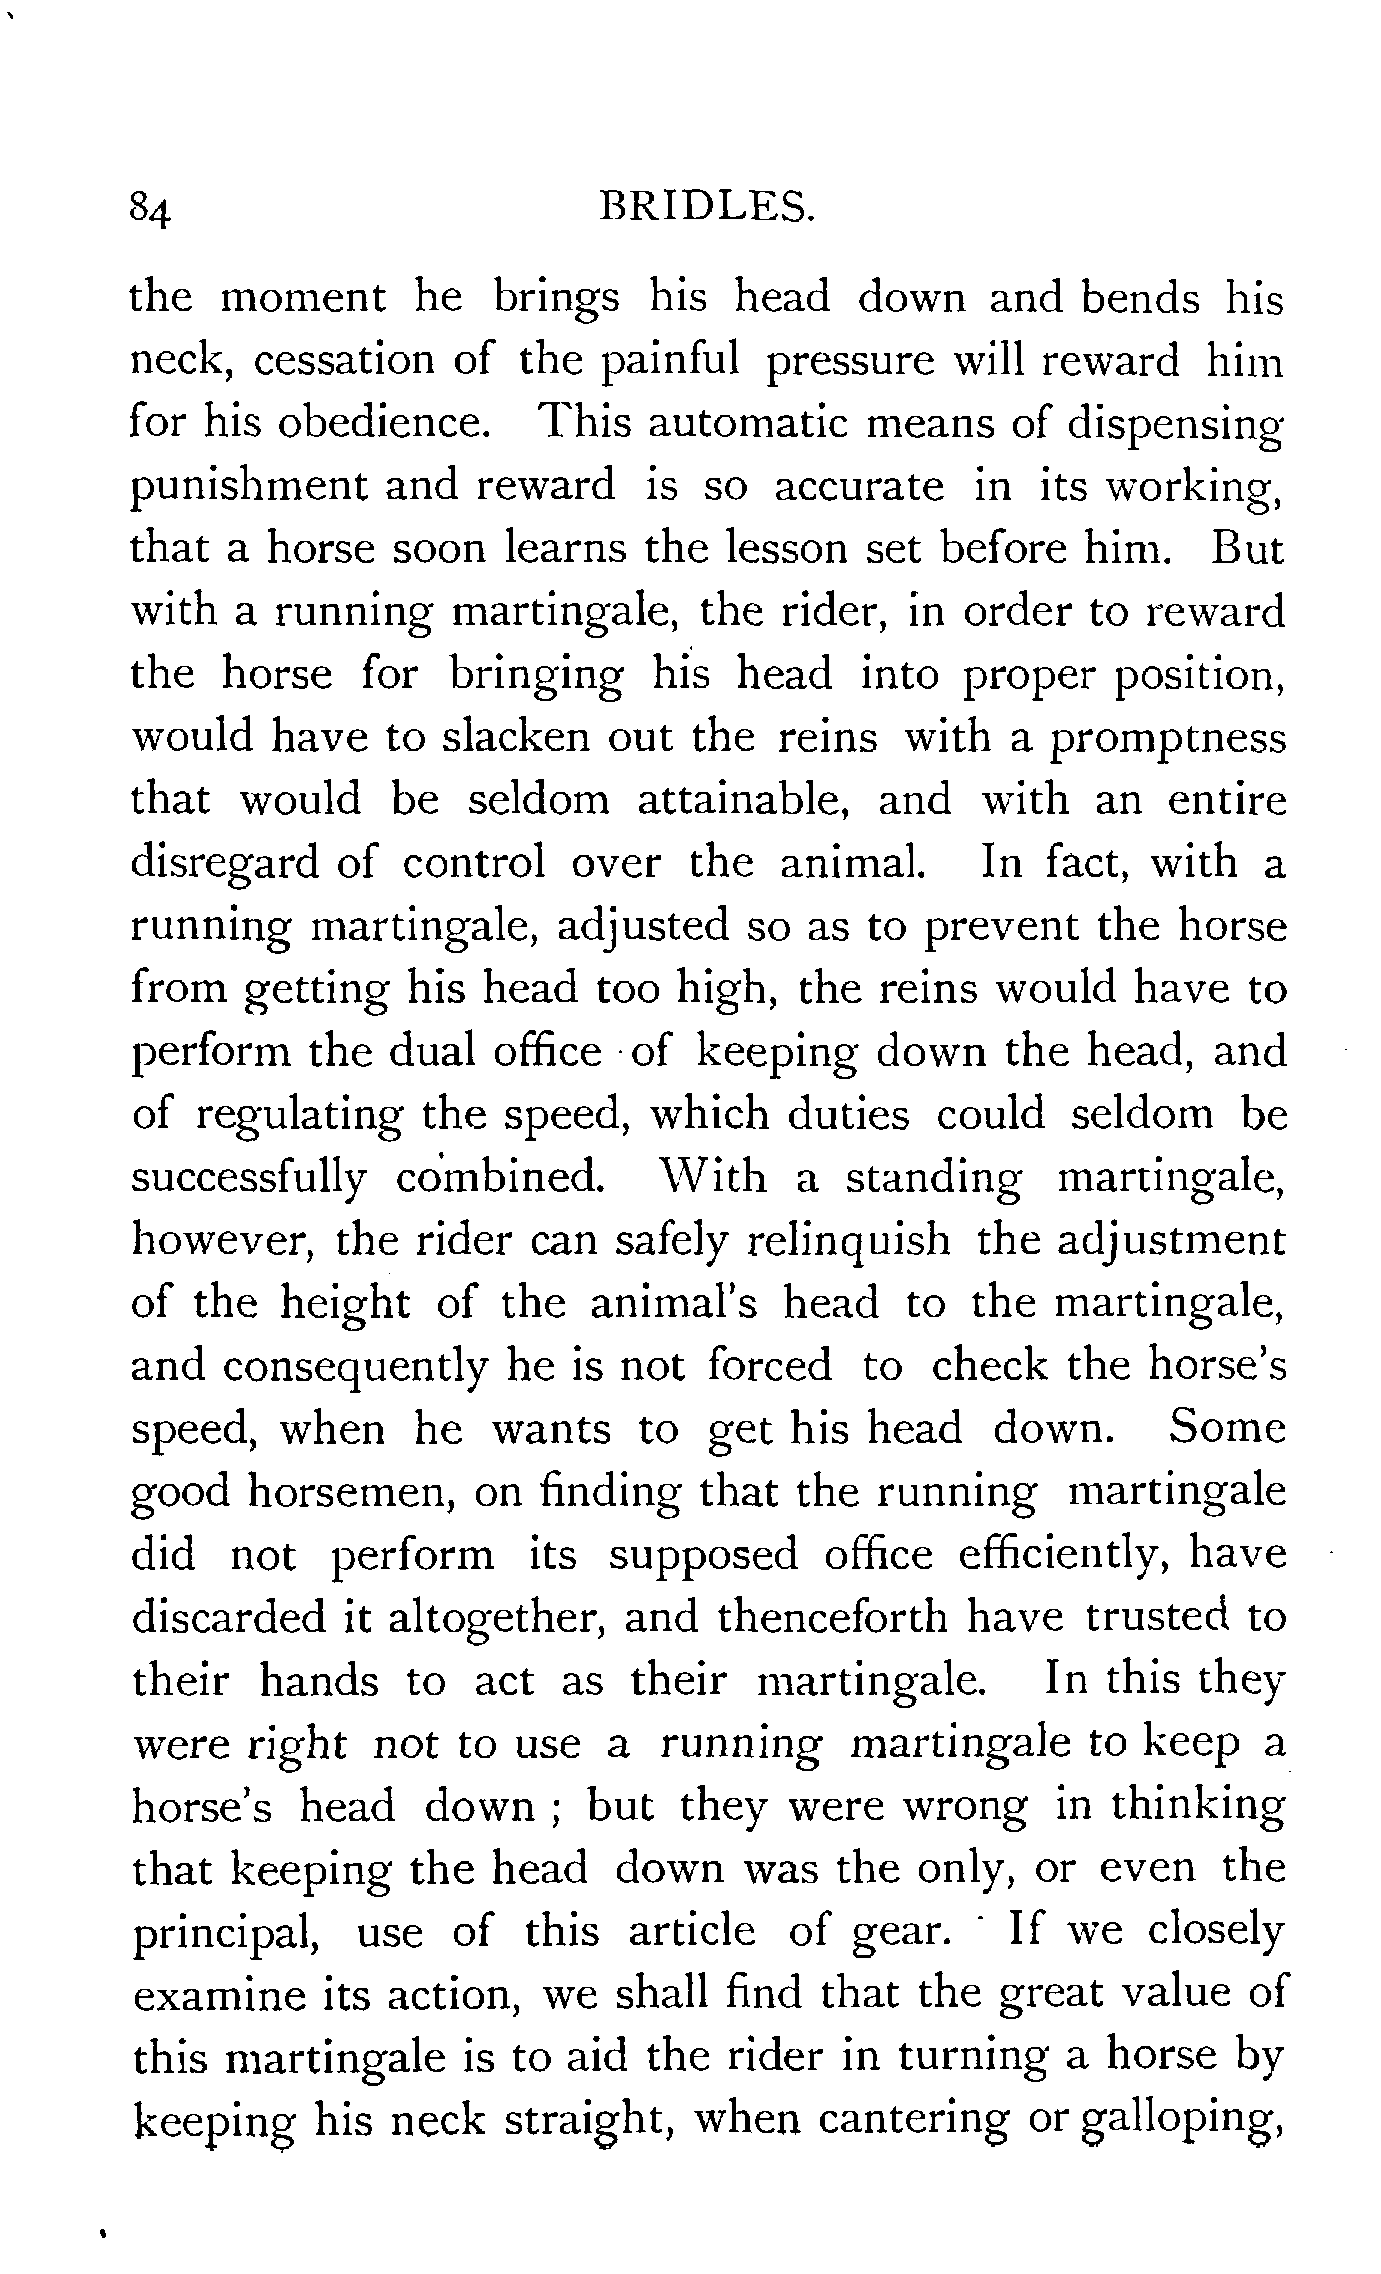 84 BRIDLES.
the moment he brings his head down and bends his
neck, cessation of the painful pressure will reward him
for his obedience. This automatic means of dispensing
punishment and reward is so accurate in its working,
that a horse soon learns the lesson set before him. But
with a running martingale, the rider, in order to reward
the horse for bringing his head into proper position,
would have to slacken out the reins with a promptness
that would be seldom attainable, and with an entire
disregard of control over the animal. In fact, with a
running martingale, adjusted so as to prevent the horse
from getting his head too high, the reins would have to
perform the dual office of keeping down the head, and
of regulating the speed, which duties could seldom be
successfully combined. With a standing martingale,
however, the rider can safely relinquish the adjustment
of the height of the animal's head to the martingale,
and consequently he is not forced to check the horse's
speed, when he wants to get his head down. Some
good horsemen, on finding that the running martingale
did not perform its supposed office efficiently, have
discarded it altogether, and thenceforth have trusted to
their hands to act as their martingale. In this they
were right not to use a running martingale to keep a
horse's head down ; but they were wrong in thinking
that keeping the head down was the only, or even the
principal, use of this article of gear. If we closely
examine its action, we shall find that the great value of
this martingale is to aid the rider in turning a horse by
keeping his neck straight, when cantering or galloping,